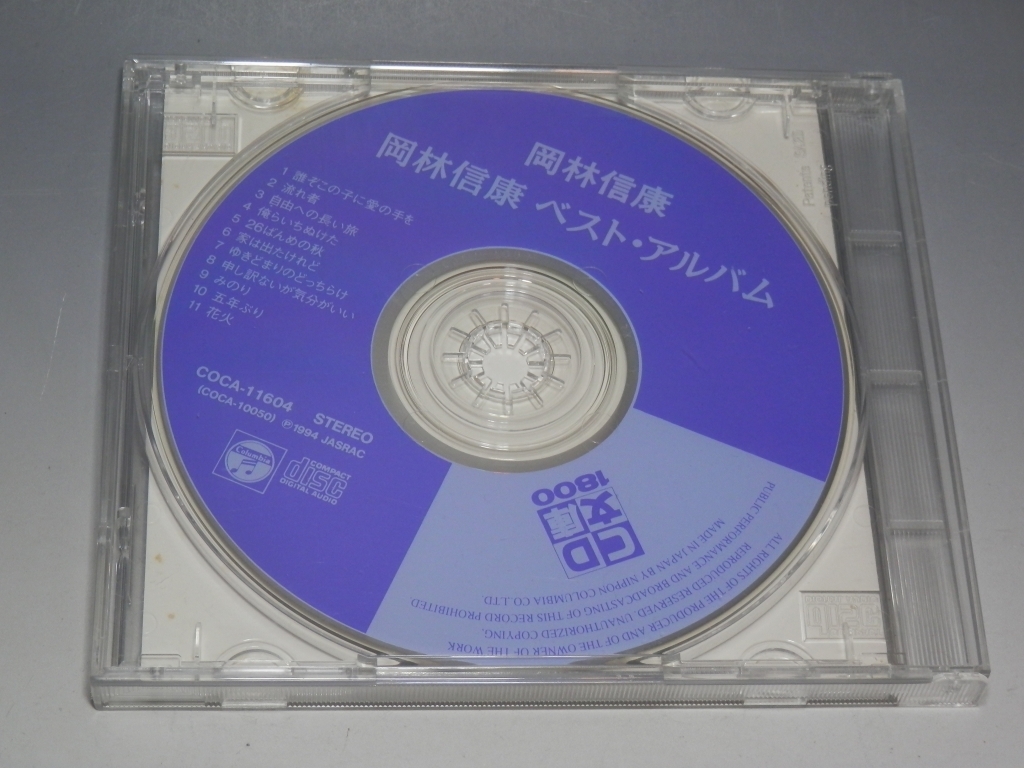 岡林信康
岡林信康 ベスト・アルバム
1 誰ぞこの子に愛の手を
2 流れ者
3 自由への長い旅
4 俺らいちぬけた
5 26ばんめの秋
6 家は出たけれど
7 ゆきどまりのどっちらけ
8 申し訳ないが気分がいい
9 みのり
10 五年ぶり
11 花火
COCA-11604 STEREO
(COCA-10050) ℗1994 JASRAC
Columbia
COMPACT
disc
DIGITAL AUDIO
CD
文庫
1800
ALL RIGHTS OF THE PRODUCER AND OF THE OWNER OF THE WORK
REPRODUCED RESERVED. UNAUTHORIZED COPYING,
PUBLIC PERFORMANCE AND BROADCASTING OF THIS RECORD PROHIBITED.
MADE IN JAPAN BY NIPPON COLUMBIA CO.,LTD.